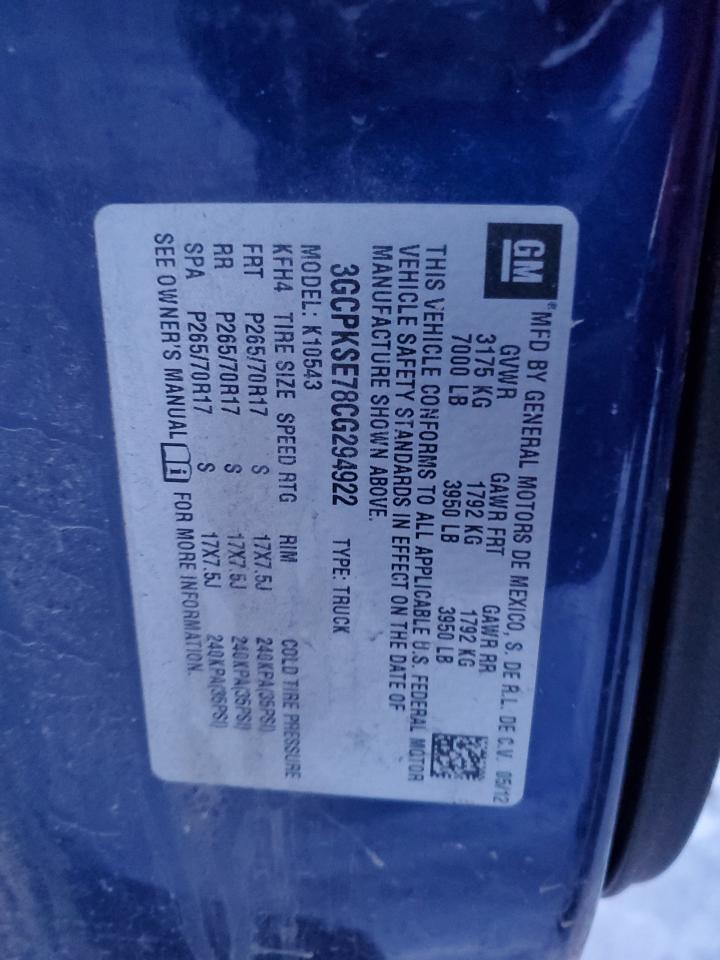 GM
®MFD BY GENERAL MOTORS DE MEXICO, S. DE R.L. DE C.V. 05/12
GVWR GAWR FRT GAWR RR
3175 KG 1792 KG 1792 KG
7000 LB 3950 LB 3950 LB
THIS VEHICLE CONFORMS TO ALL APPLICABLE U.S. FEDERAL MOTOR
VEHICLE SAFETY STANDARDS IN EFFECT ON THE DATE OF
MANUFACTURE SHOWN ABOVE.
3GCPKSE78CG294922 TYPE: TRUCK
MODEL: K10543
KFH4 TIRE SIZE SPEED RTG RIM COLD TIRE PRESSURE
FRT P265/70R17 S 17X7.5J 240KPA(35PSI)
RR P265/70R17 S 17X7.5J 240KPA(35PSI)
SPA P265/70R17 S 17X7.5J 240KPA(35PSI)
SEE OWNER'S MANUAL FOR MORE INFORMATION.